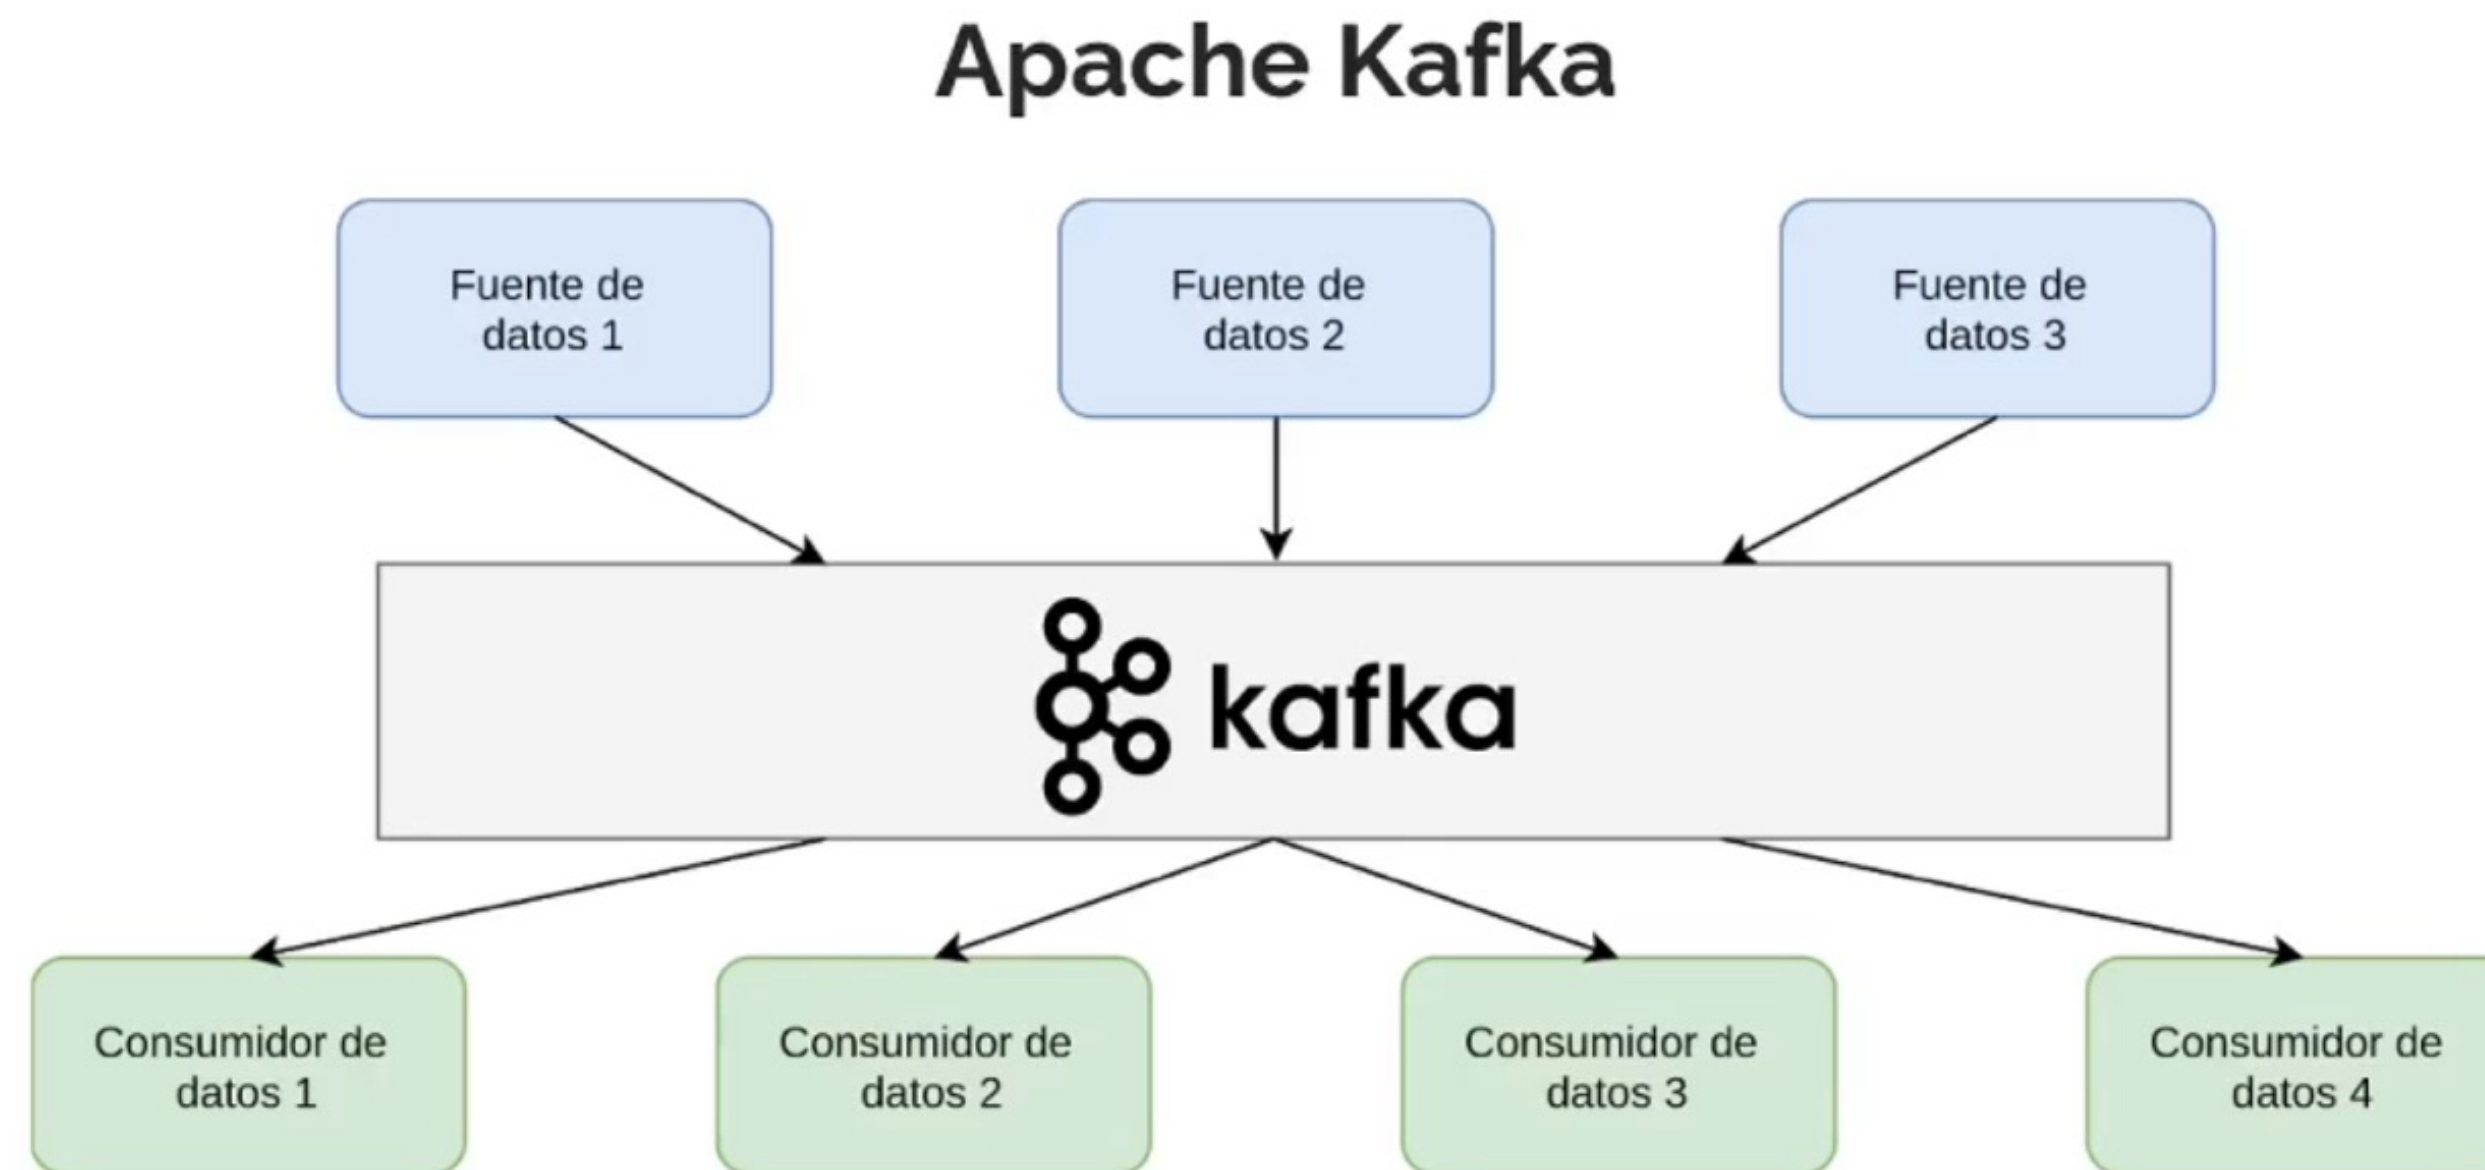 Apache Kafka
Fuente de
datos 1
Fuente de
datos 2
Fuente de
datos 3
kafka
Consumidor de
datos 1
Consumidor de
datos 2
Consumidor de
datos 3
Consumidor de
datos 4